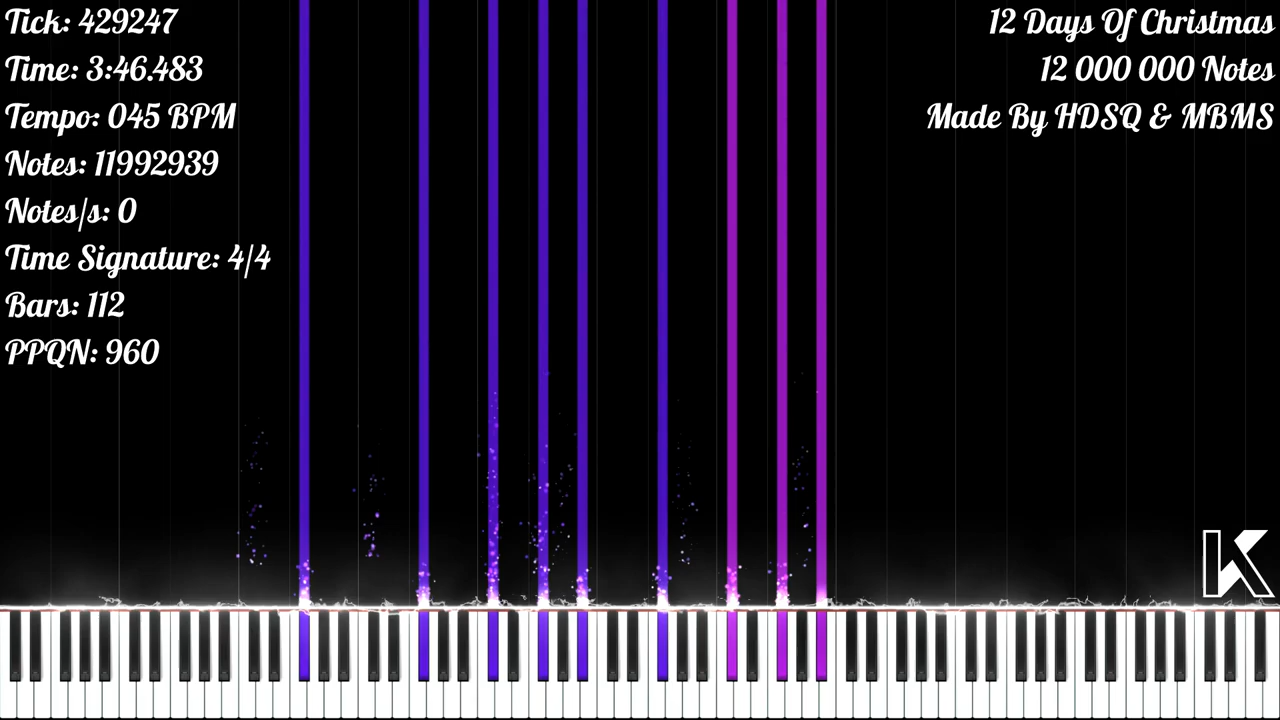 Tick: 429247
Time: 3:46.483
Tempo: 045 BPM
Notes: 11992939
Notes/s: 0
Time Signature: 4/4
Bars: 112
PPQN: 960
12 Days Of Christmas
12 000 000 Notes
Made By HDSQ & MBMS
K